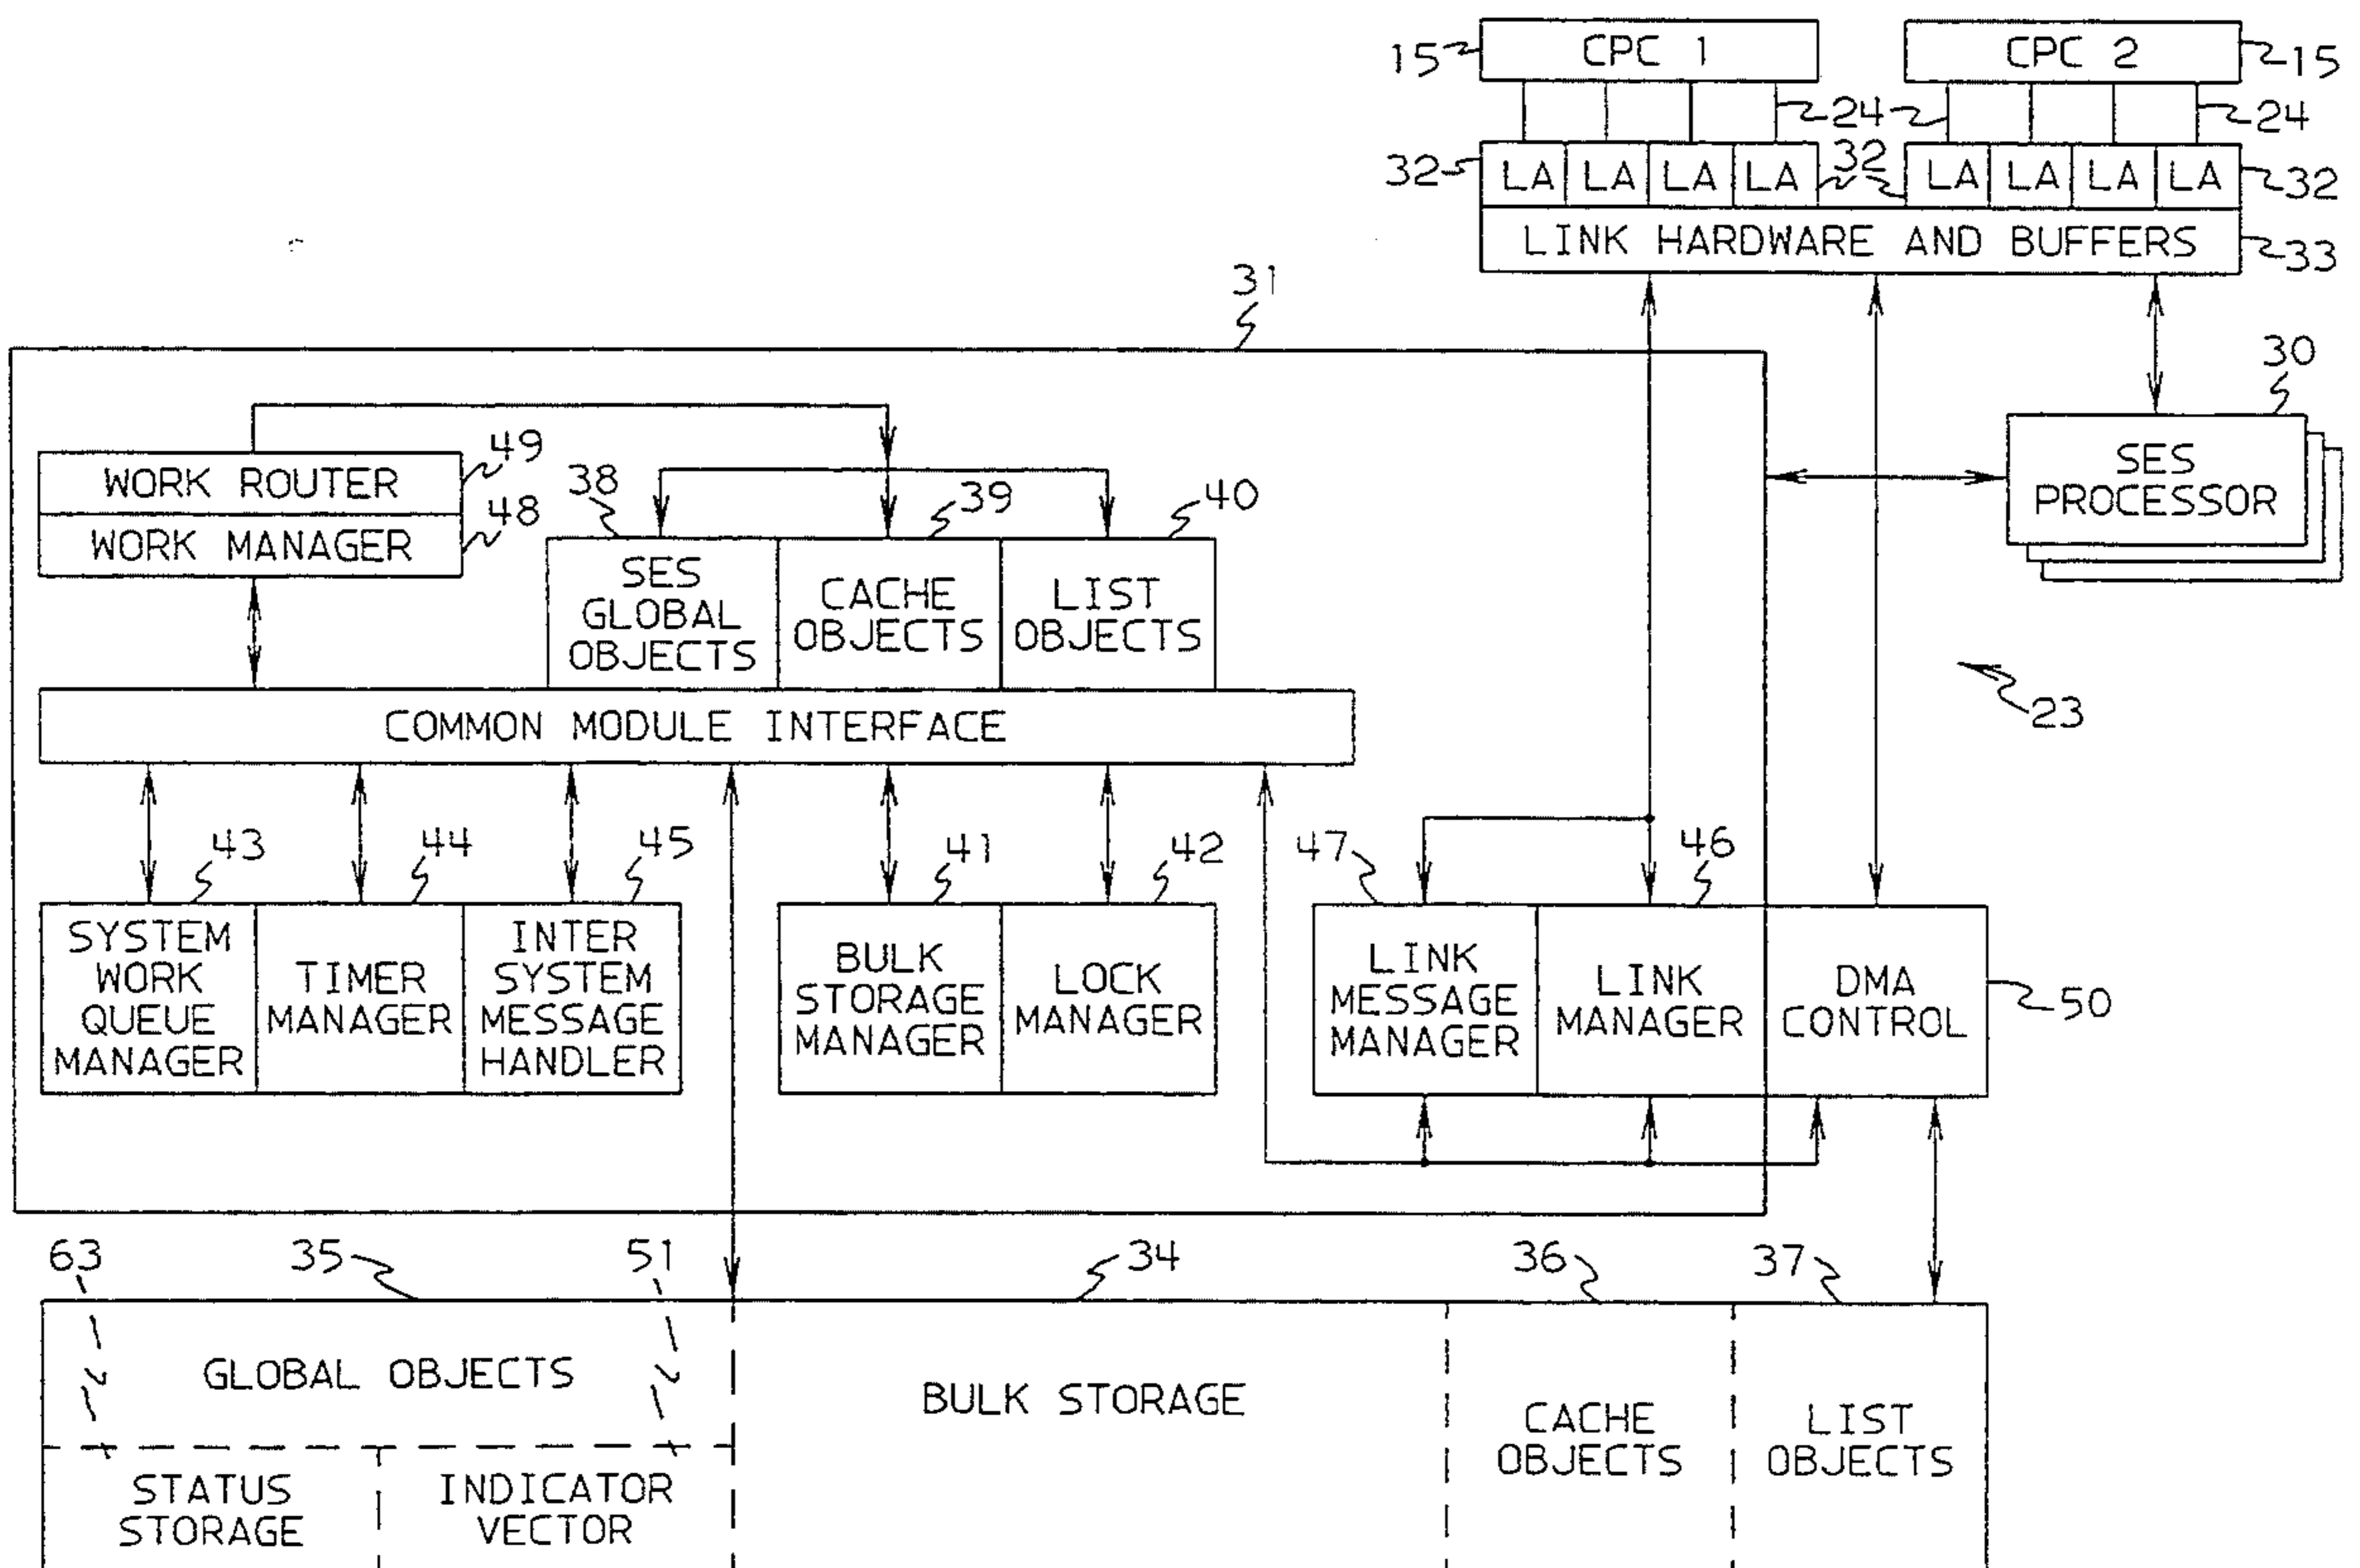 CPC 1
CPC 2
15
15
24
24
32
LA LA LA LA
32
LA LA LA LA
32
LINK HARDWARE AND BUFFERS
33
31
30
SES
PROCESSOR
49
WORK ROUTER
48
WORK MANAGER
38
39
40
SES
GLOBAL
OBJECTS
CACHE
OBJECTS
LIST
OBJECTS
23
COMMON MODULE INTERFACE
43
44
45
41
42
47
46
SYSTEM
WORK
QUEUE
MANAGER
TIMER
MANAGER
INTER
SYSTEM
MESSAGE
HANDLER
BULK
STORAGE
MANAGER
LOCK
MANAGER
LINK
MESSAGE
MANAGER
LINK
MANAGER
DMA
CONTROL
50
63
35
51
34
36
37
GLOBAL OBJECTS
BULK STORAGE
CACHE
OBJECTS
LIST
OBJECTS
STATUS
STORAGE
INDICATOR
VECTOR